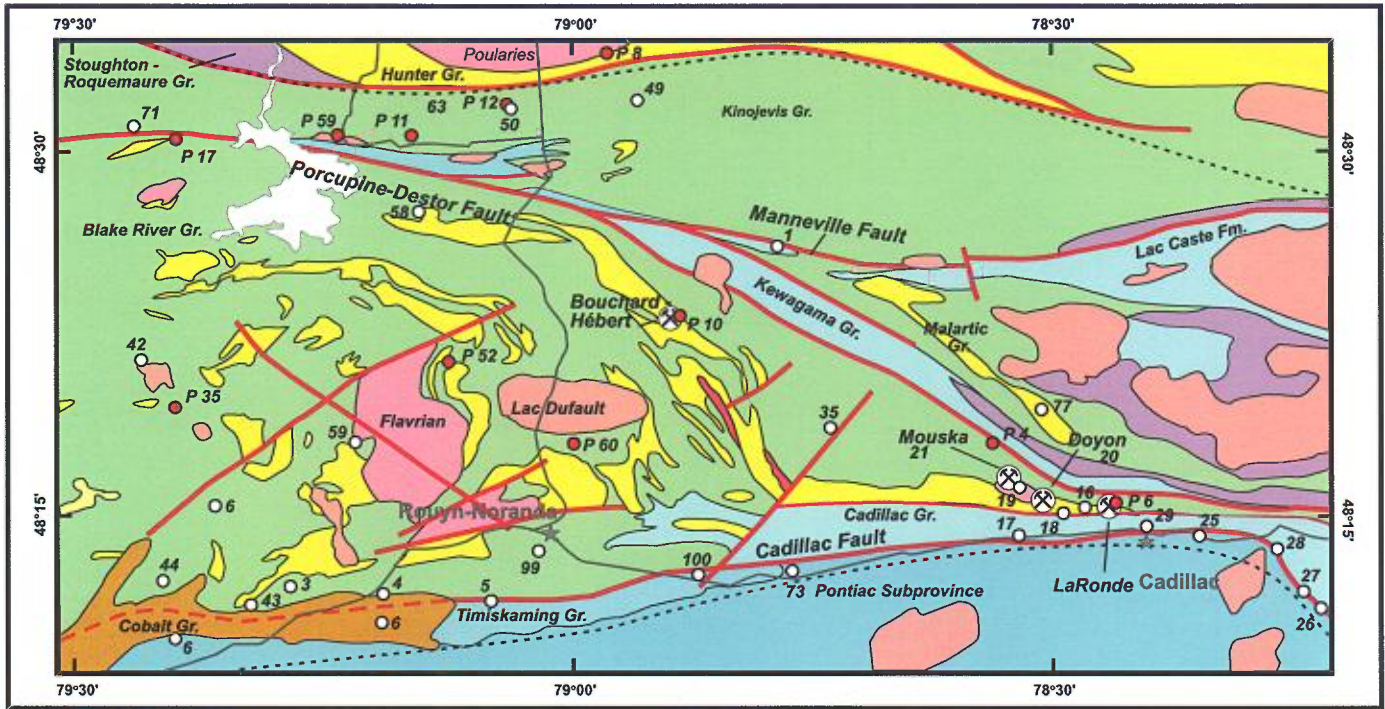 79°30'
79°00'
78°30'
Stoughton -
Roquemaure Gr.
Hunter Gr.
Poularies
P 8
71
63
P 12
50
49
Kinojevis Gr.
P 59
P 11
P 17
48°30'
48°30'
Porcupine-Destor Fault
58
Blake River Gr.
Manneville Fault
1
Lac Caste Fm.
Kewagama Gr.
Bouchard -
Hébert
P 10
Malartic
Gr.
42
P 52
P 35
Flavrian
Lac Dufault
35
77
59
P 60
Mouska
21
P 4
Doyon
20
6
19
16
P 6
48°15'
48°15'
Rouyn-Noranda
Cadillac Gr.
17
18
29
25
28
Cadillac Fault
99
100
44
3
4
5
73
Pontiac Subprovince
LaRonde
Cadillac
27
43
Timiskaming Gr.
26
Cobalt Gr.
6
6
79°30'
79°00'
78°30'